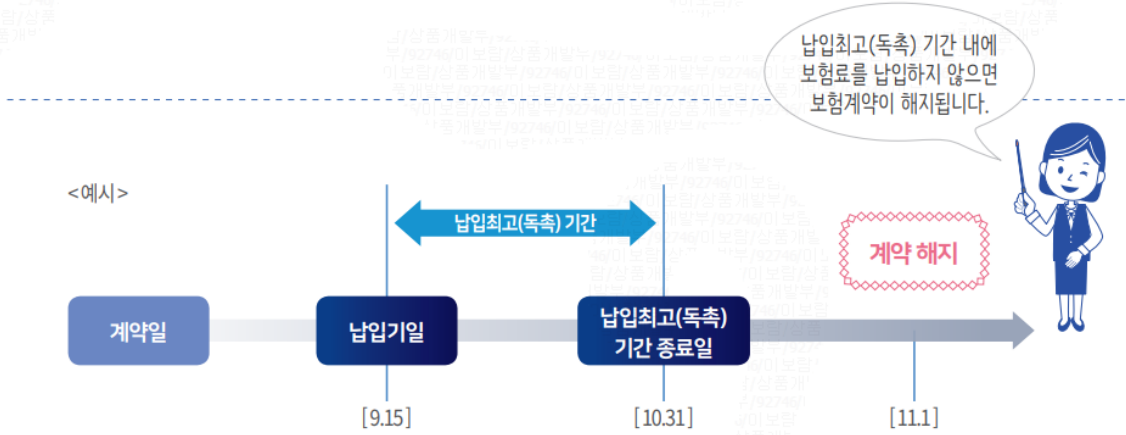 납입최고(독촉) 기간 내에
보험료를 납입하지 않으면
보험계약이 해지됩니다.
<예시>
납입최고(독촉) 기간
계약 해지
계약일
납입기일
납입최고(독촉)
기간 종료일
[9.15]
[10.31]
[11.1]